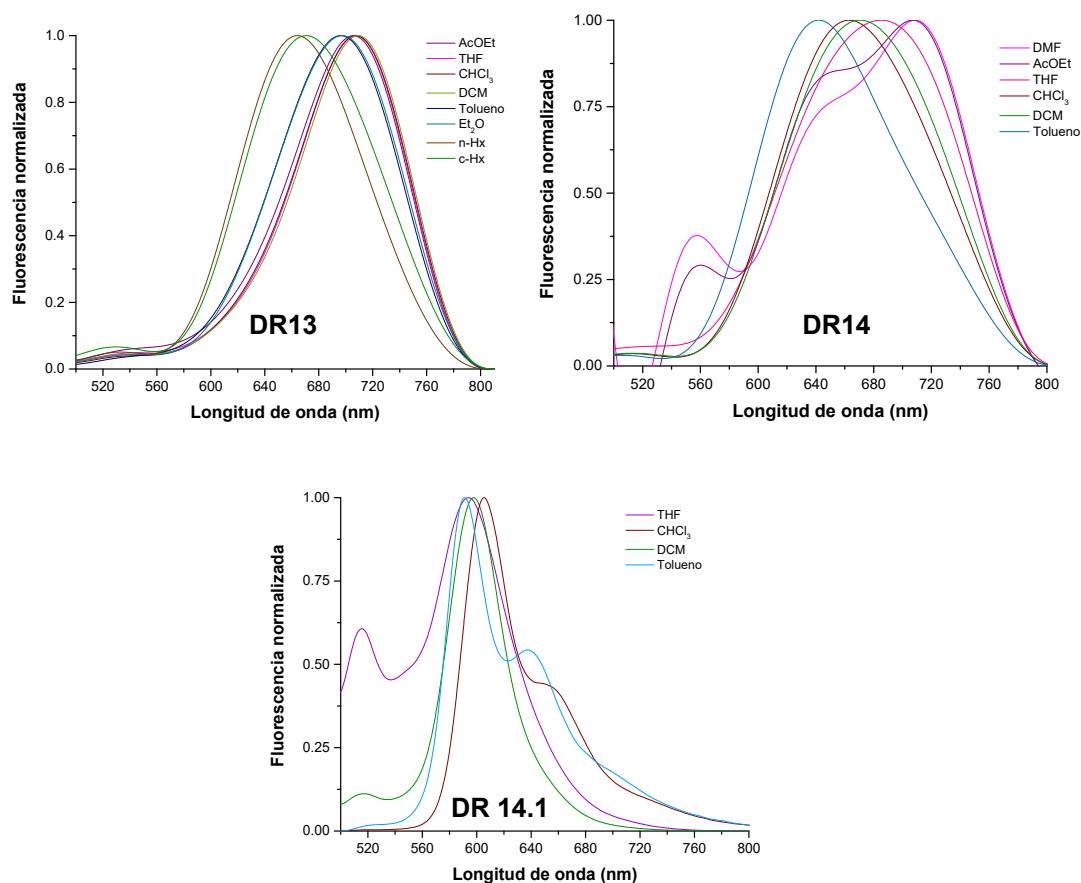 Fluorescencia normalizado
1.0
0.8
0.6
0.4
0.2
0.0
520 560 600 640 680 720 760 800
Longitud de onda (nm)
DR13
AcOEt
THF
CHCl₃
DCM
Tolueno
Et₂O
n-Hx
c-Hx
Fluorescencia normalizado
1.00
0.75
0.50
0.25
0.00
520 560 600 640 680 720 760 800
Longitud de onda (nm)
DR14
DMF
AcOEt
THF
CHCl₃
DCM
Tolueno
Fluorescencia normalizada
1.00
0.75
0.50
0.25
0.00
520 560 600 640 680 720 760 800
Longitud de onda (nm)
DR 14.1
THF
CHCl₃
DCM
Tolueno